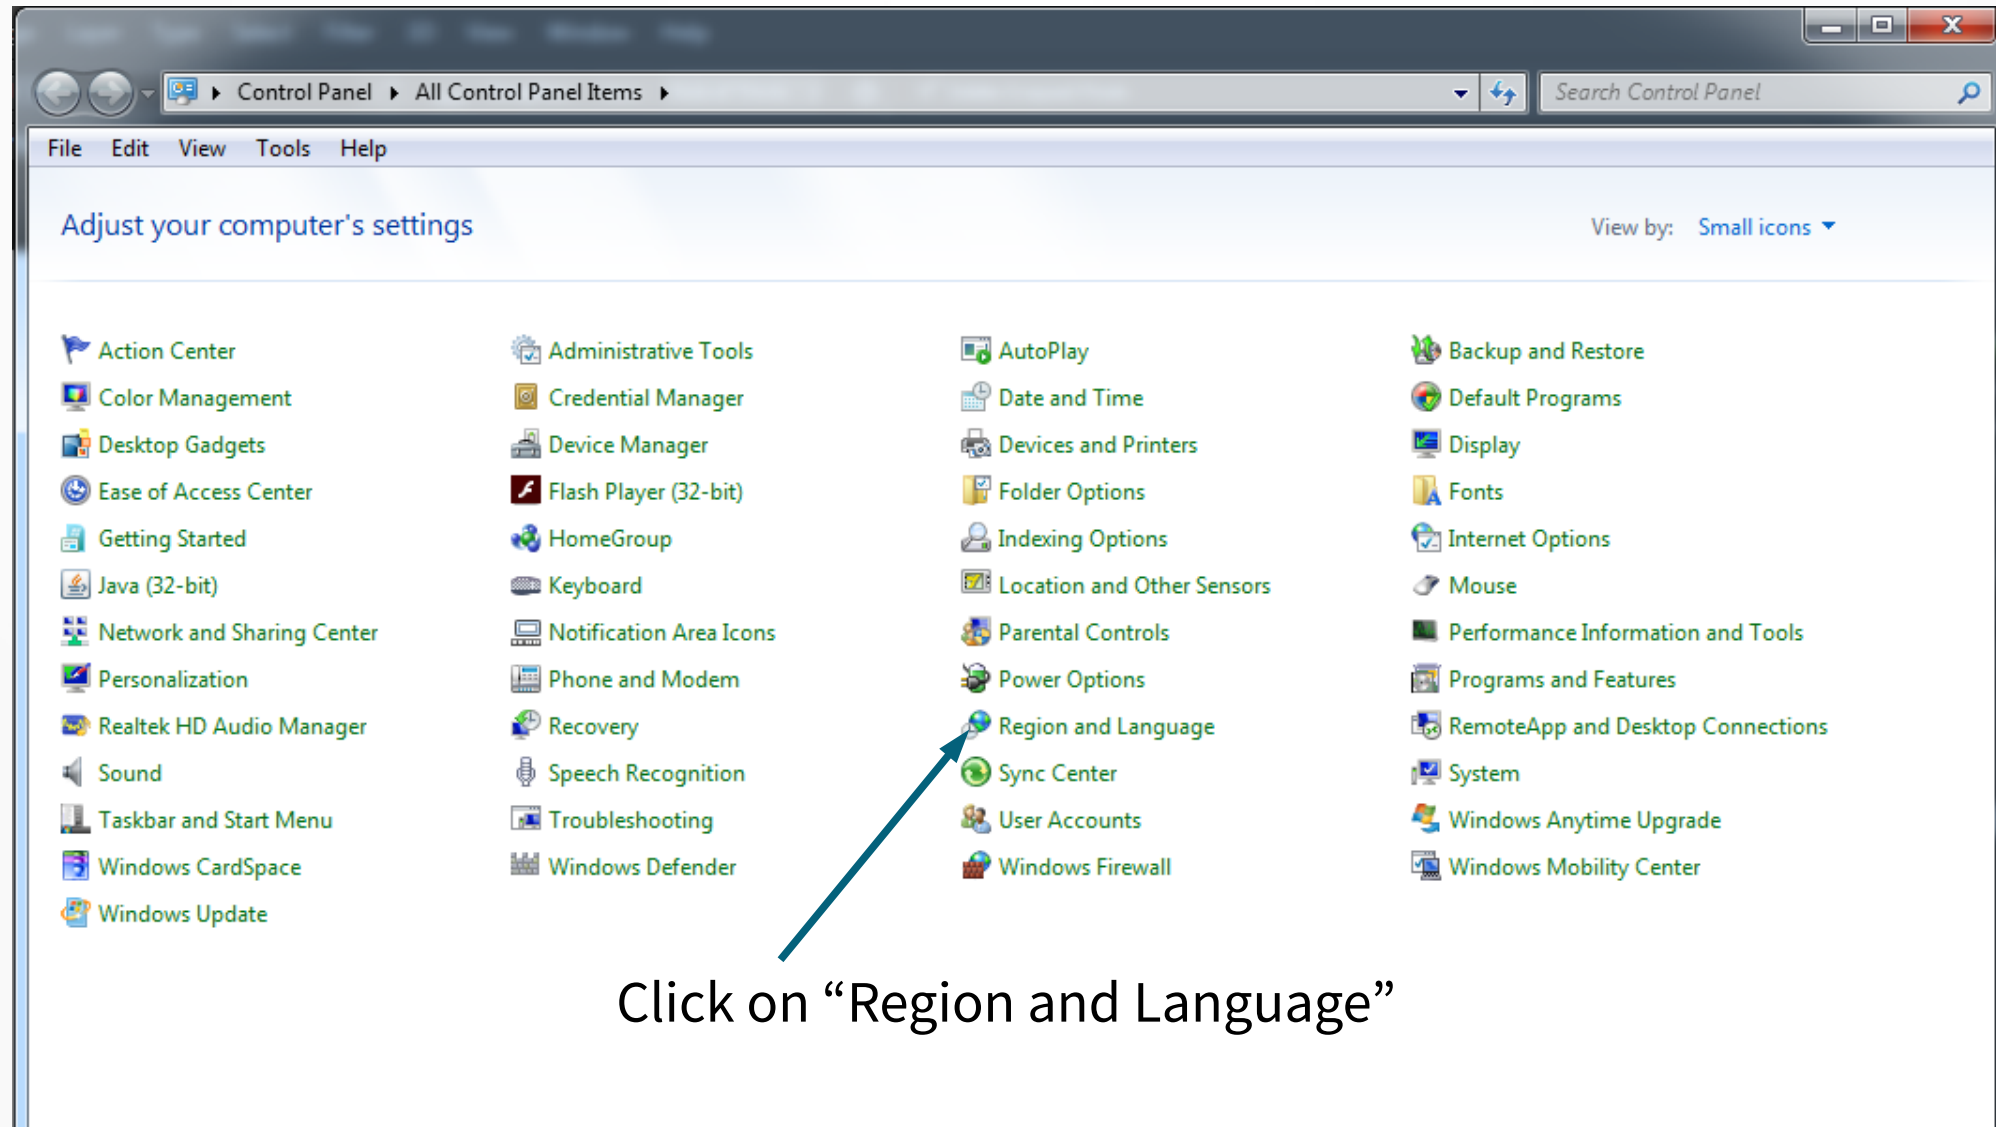 Control Panel All Control Panel Items Search Control Panel
File Edit View Tools Help
Adjust your computer's settings View by: Small icons
Action Center Administrative Tools AutoPlay Backup and Restore
Color Management Credential Manager Date and Time Default Programs
Desktop Gadgets Device Manager Devices and Printers Display
Ease of Access Center Flash Player (32-bit) Folder Options Fonts
Getting Started HomeGroup Indexing Options Internet Options
Java (32-bit) Keyboard Location and Other Sensors Mouse
Network and Sharing Center Notification Area Icons Parental Controls Performance Information and Tools
Personalization Phone and Modem Power Options Programs and Features
Realtek HD Audio Manager Recovery Region and Language RemoteApp and Desktop Connections
Sound Speech Recognition Sync Center System
Taskbar and Start Menu Troubleshooting User Accounts Windows Anytime Upgrade
Windows CardSpace Windows Defender Windows Firewall Windows Mobility Center
Windows Update
Click on “Region and Language”